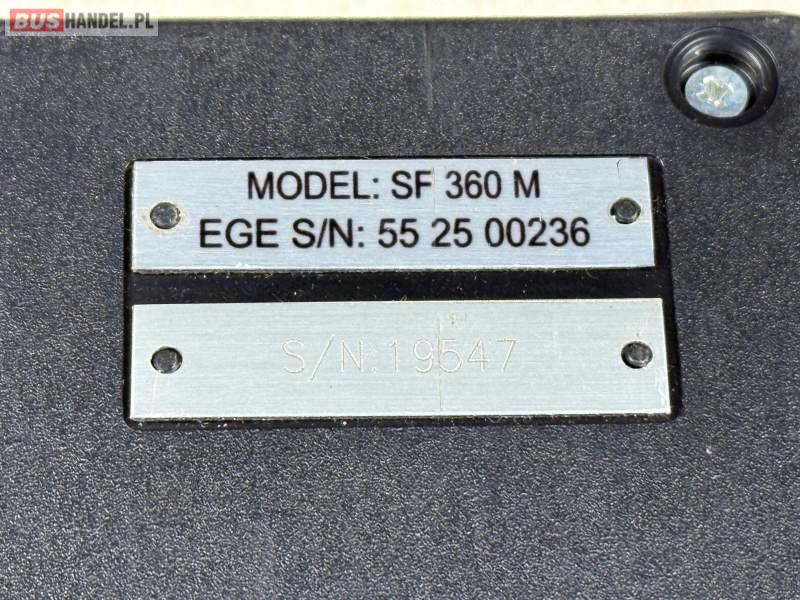 BUSHANDEL.PL
MODEL: SF 360 M
EGE S/N: 55 25 00236
S/N:19547